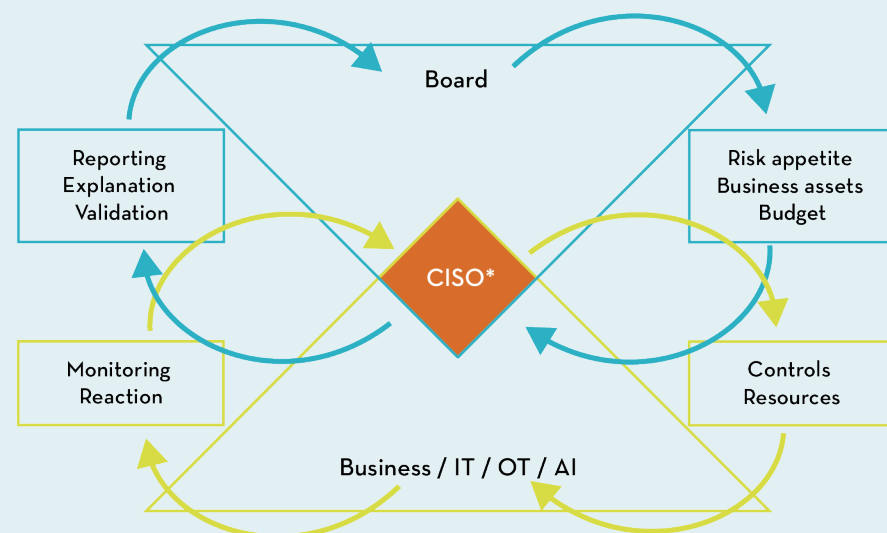 Board
Reporting
Explanation
Validation
Risk appetite
Business assets
Budget
CISO*
Monitoring
Reaction
Controls
Resources
Business / IT / OT / AI